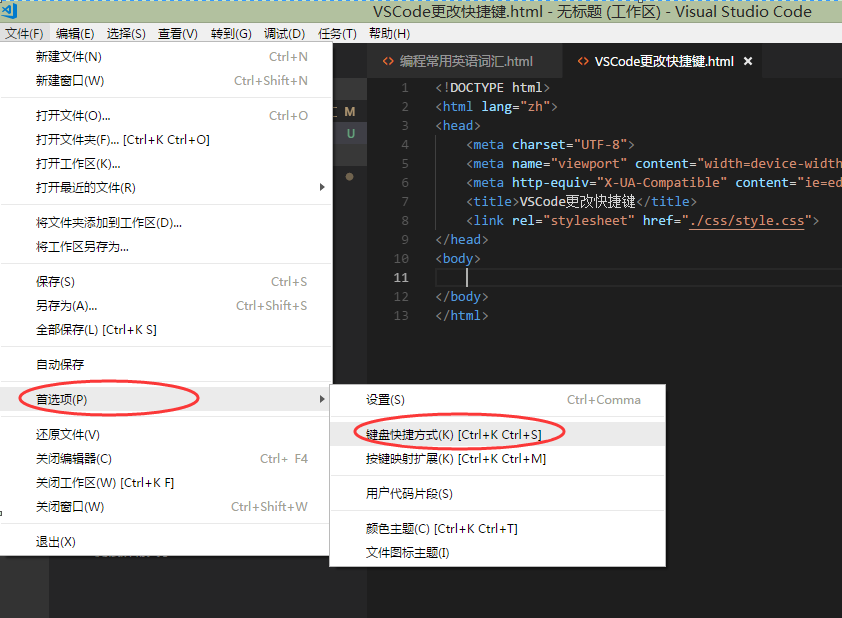 VSCode更改快捷键.html - 无标题 (工作区) - Visual Studio Code
文件(F) 编辑(E) 选择(S) 查看(V) 转到(G) 调试(D) 任务(T) 帮助(H)
新建文件(N) Ctrl+N
新建窗口(W) Ctrl+Shift+N
打开文件(O)... Ctrl+O
打开文件夹(F)... [Ctrl+K Ctrl+O]
打开工作区(K)...
打开最近的文件(R)
将文件夹添加到工作区(D)...
将工作区另存为...
保存(S) Ctrl+S
另存为(A)... Ctrl+Shift+S
全部保存(L) [Ctrl+K S]
自动保存
首选项(P)
还原文件(V)
关闭编辑器(C) Ctrl+ F4
关闭工作区(W) [Ctrl+K F]
关闭窗口(W) Ctrl+Shift+W
退出(X)
设置(S) Ctrl+Comma
键盘快捷方式(K) [Ctrl+K Ctrl+S]
按键映射扩展(K) [Ctrl+K Ctrl+M]
用户代码片段(S)
颜色主题(C) [Ctrl+K Ctrl+T]
文件图标主题(I)
M
U
编程常用英语词汇.html VSCode更改快捷键.html
1 <!DOCTYPE html>
2 <html lang="zh">
3 <head>
4 <meta charset="UTF-8">
5 <meta name="viewport" content="width=device-width
6 <meta http-equiv="X-UA-Compatible" content="ie=ed
7 <title>VSCode更改快捷键</title>
8 <link rel="stylesheet" href="./css/style.css">
9 </head>
10 <body>
11
12 </body>
13 </html>